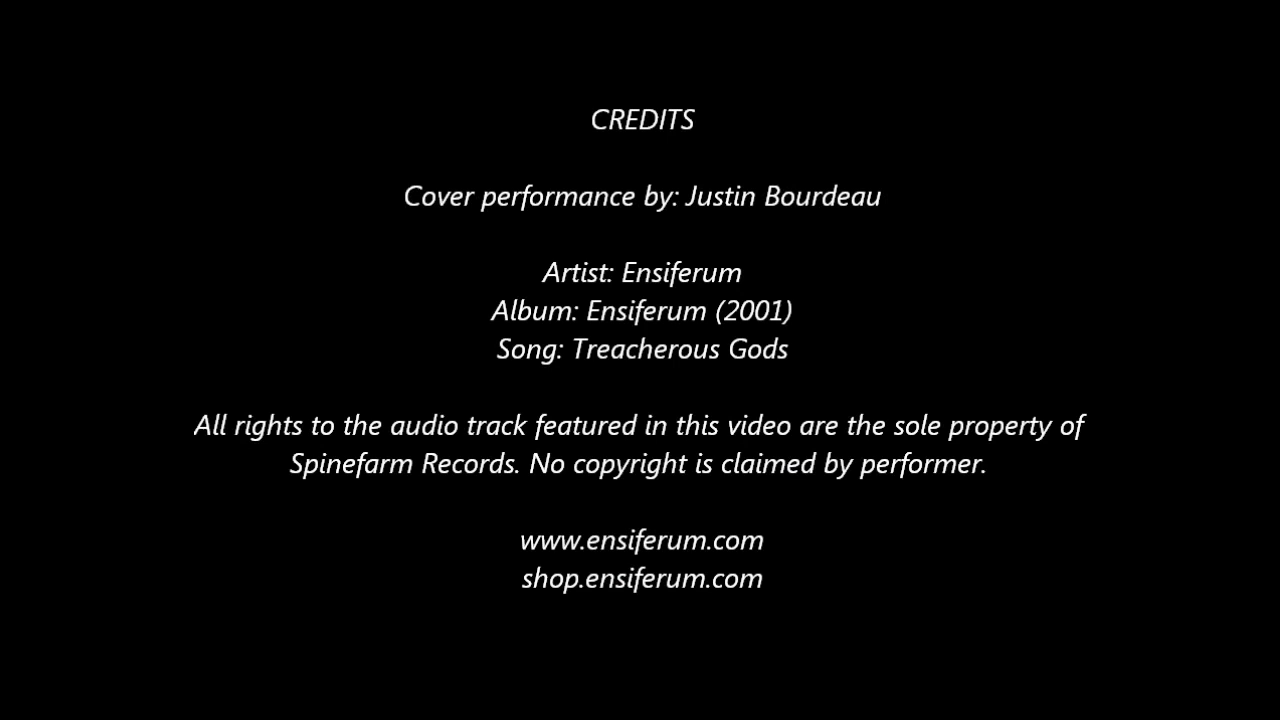 CREDITS
Cover performance by: Justin Bourdeau
Artist: Ensiferum
Album: Ensiferum (2001)
Song: Treacherous Gods
All rights to the audio track featured in this video are the sole property of
Spinefarm Records. No copyright is claimed by performer.
www.ensiferum.com
shop.ensiferum.com